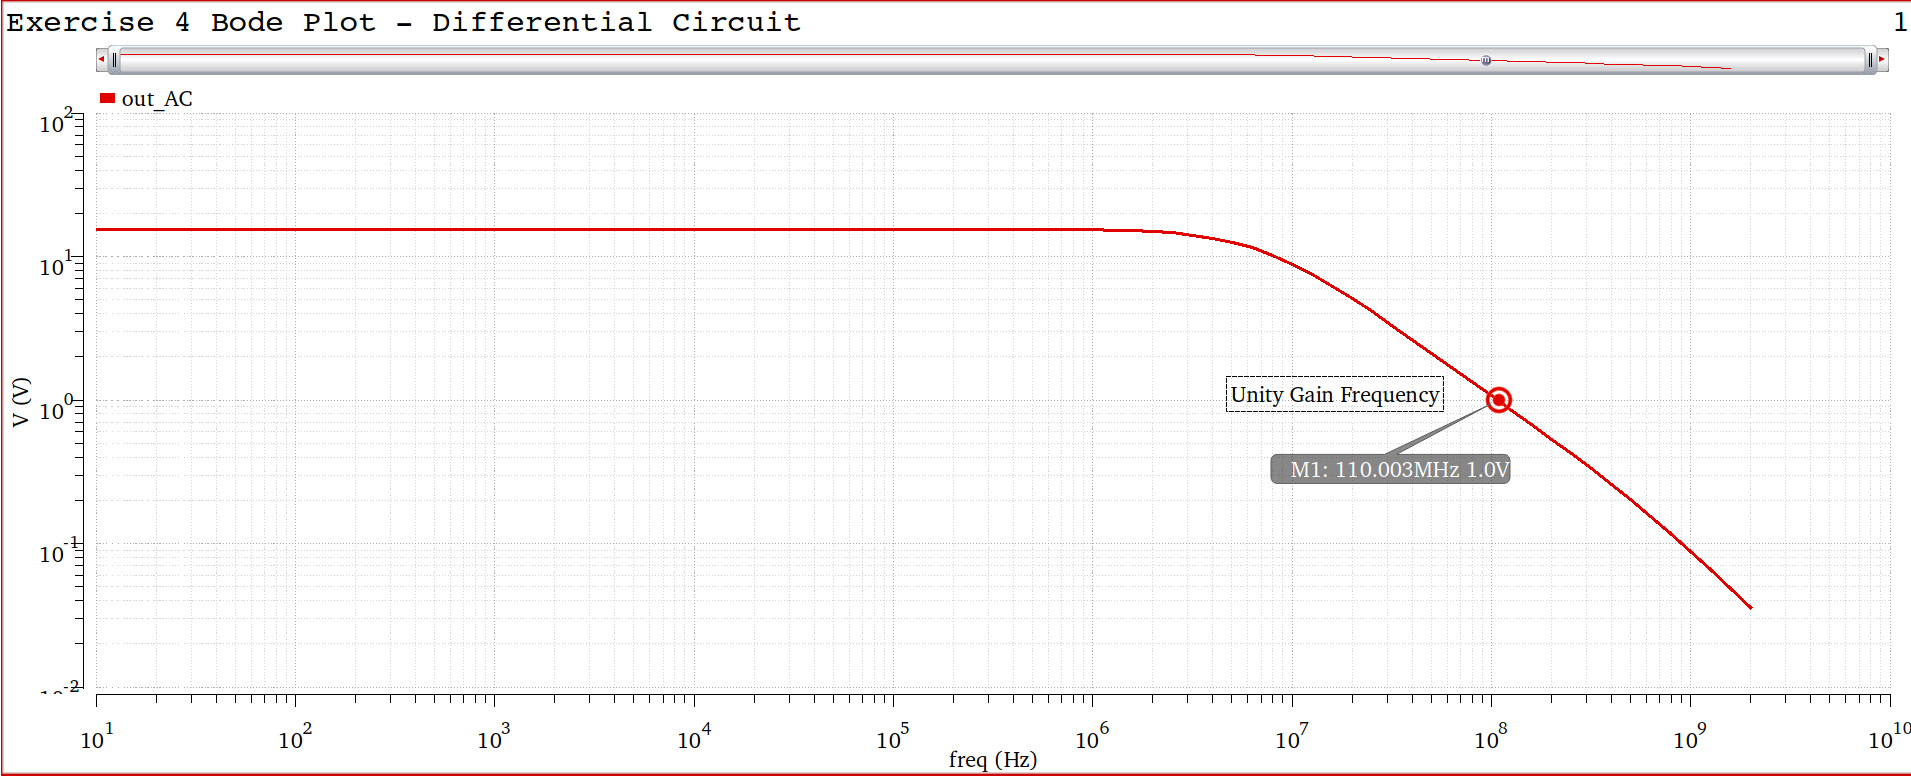 Exercise 4 Bode Plot - Differential Circuit 1
out_AC
10^2
10^1
10^0
10^-1
10^-2
V (V)
Unity Gain Frequency
M1: 110.003MHz 1.0V
10^1 10^2 10^3 10^4 10^5 10^6 10^7 10^8 10^9 10^10
freq (Hz)